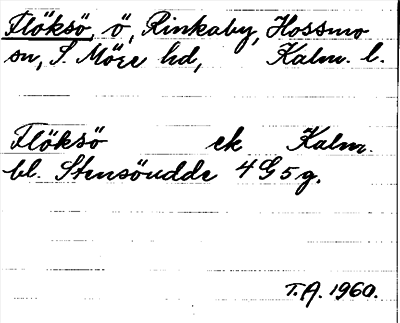 Flöksö, ö, Rinkaby, Hossmo
sn, S. Möre hd, Kalm. l.
Flöksö ek Kalm.
bl. Stensöudde 4G5g.
T.A. 1960.